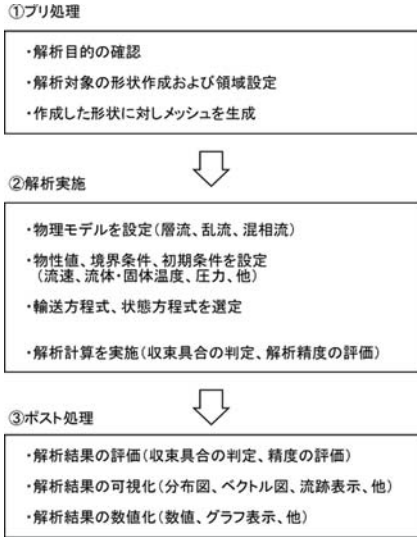 ①プリ処理
・解析目的の確認
・解析対象の形状作成および領域設定
・作成した形状に対しメッシュを生成
②解析実施
・物理モデルを設定(層流、乱流、混相流)
・物性値、境界条件、初期条件を設定
(流速、流体・固体温度、圧力、他)
・輸送方程式、状態方程式を選定
・解析計算を実施(収束具合の判定、解析精度の評価)
③ポスト処理
・解析結果の評価(収束具合の判定、精度の評価)
・解析結果の可視化(分布図、ベクトル図、流跡表示、他)
・解析結果の数値化(数値、グラフ表示、他)